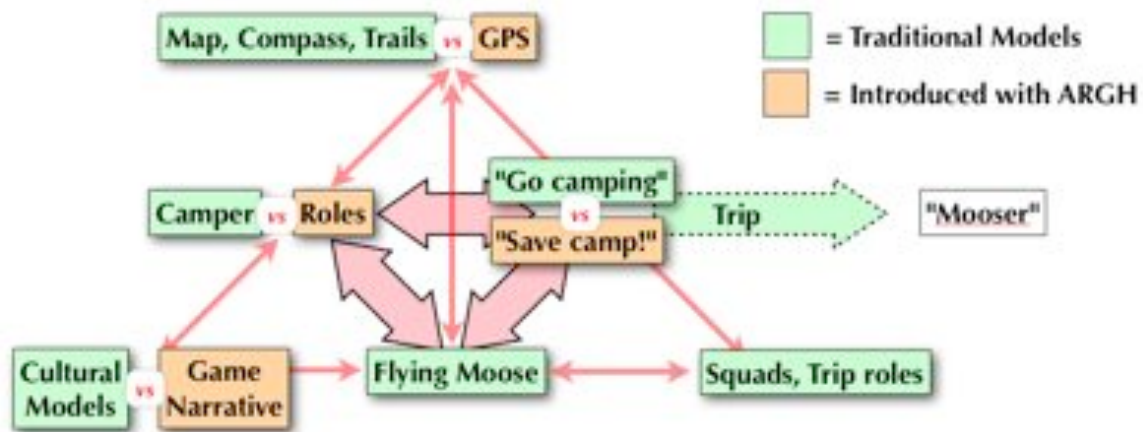 Map, Compass, Trails vs GPS
= Traditional Models
= Introduced with ARGH
"Go camping"
vs
"Save camp!"
Camper vs Roles
Trip
"Mooser"
Cultural
Models
vs
Game
Narrative
Flying Moose
Squads, Trip roles